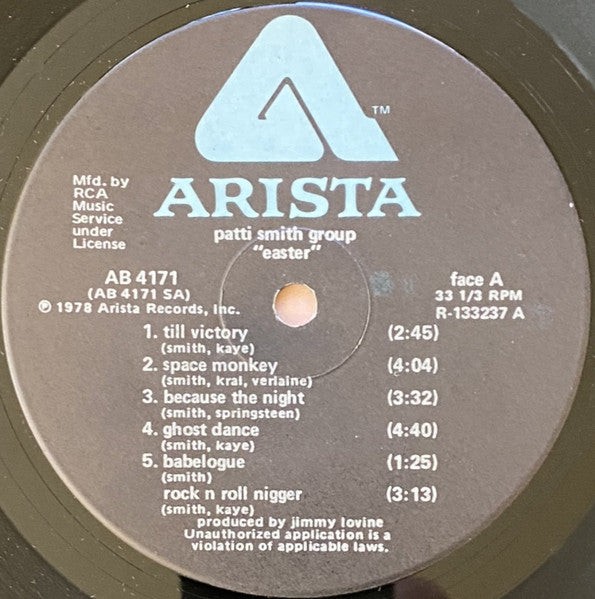 TM
ARISTA
Mfd. by
RCA
Music
Service
under
License
patti smith group
"easter"
AB 4171
(AB 4171 SA)
℗ 1978 Arista Records, Inc.
face A
33 1/3 RPM
R-133237 A
1. till victory (2:45)
(smith, kaye)
2. space monkey (4:04)
(smith, kral, verlaine)
3. because the night (3:32)
(smith, springsteen)
4. ghost dance (4:40)
(smith, kaye)
5. babelogue (1:25)
(smith)
rock n roll nigger (3:13)
(smith, kaye)
produced by jimmy Iovine
Unauthorized application is a
violation of applicable laws.